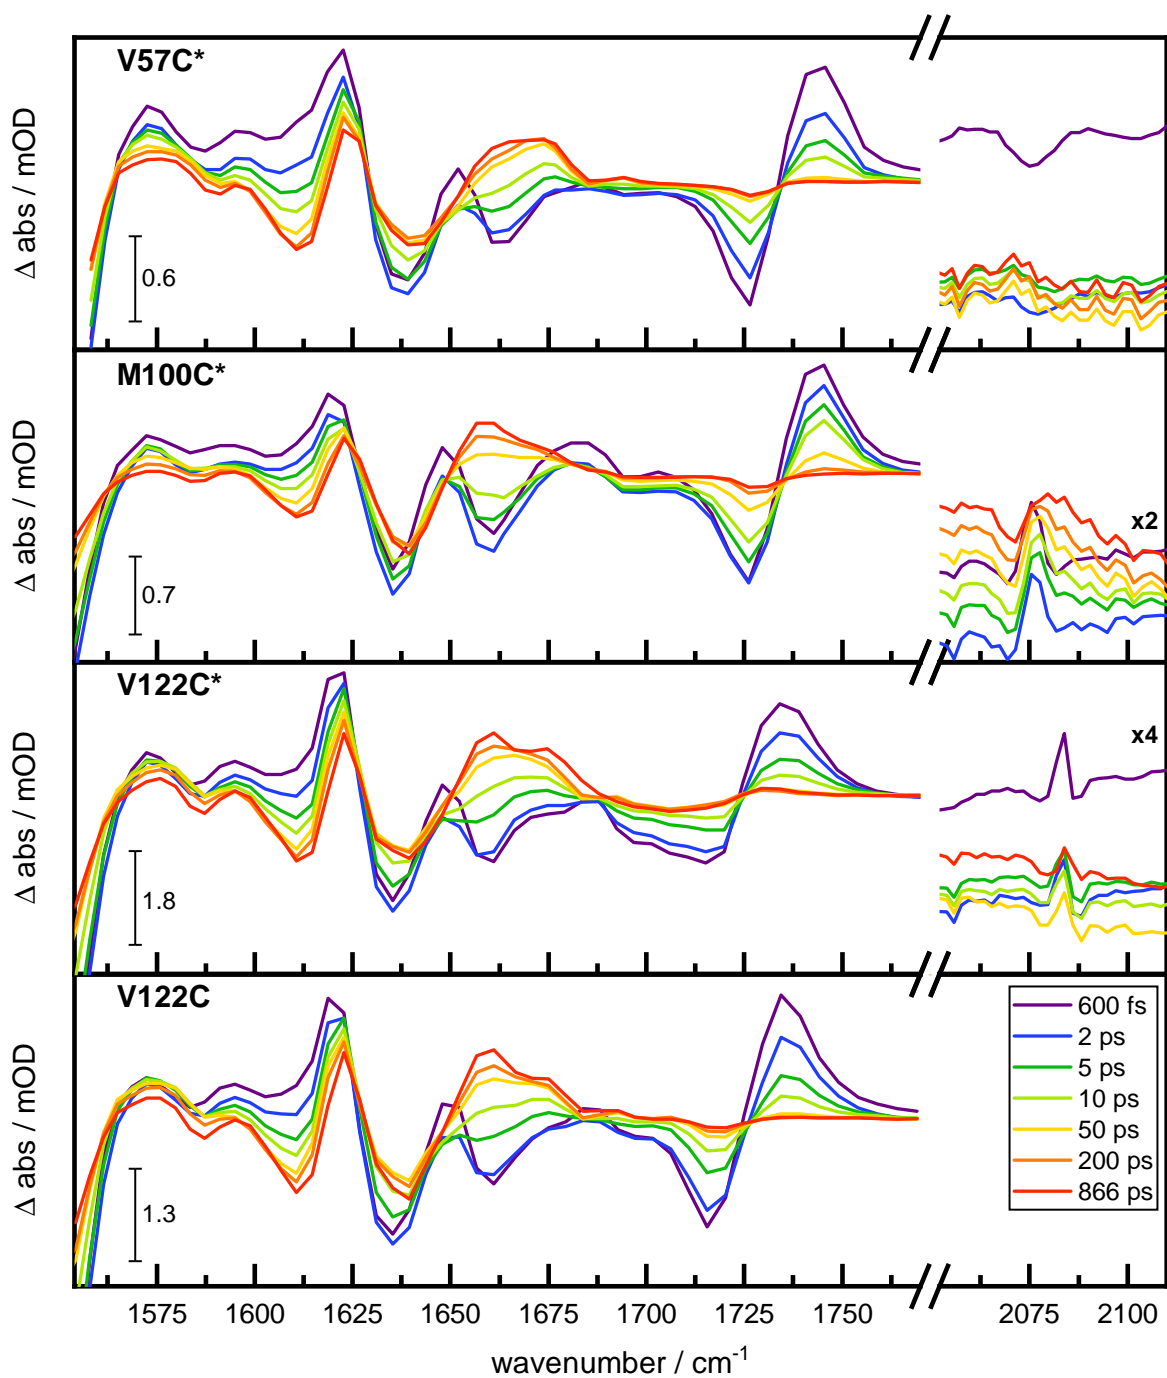 V57C*
Δ abs / mOD
0.6
M100C*
Δ abs / mOD
0.7
x2
V122C*
Δ abs / mOD
1.8
x4
V122C
Δ abs / mOD
1.3
600 fs
2 ps
5 ps
10 ps
50 ps
200 ps
866 ps
1575 1600 1625 1650 1675 1700 1725 1750 2075 2100
wavenumber / cm⁻¹